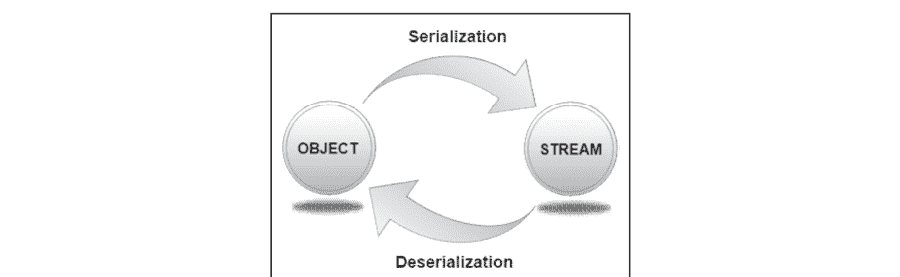 Serialization
OBJECT
STREAM
Deserialization